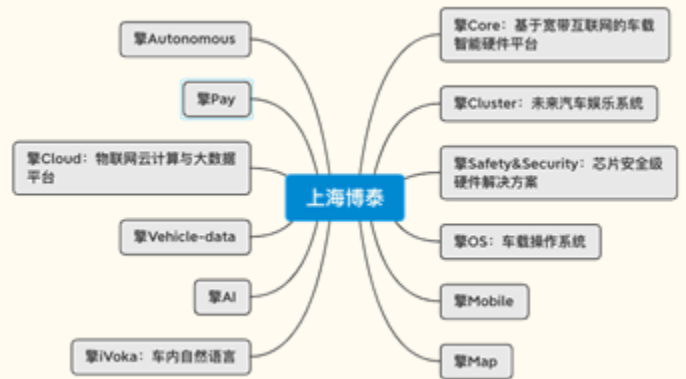 擎Autonomous
擎Pay
擎Cloud：物联网云计算与大数据
平台
擎Vehicle-data
擎AI
擎iVoka：车内自然语言
上海博泰
擎Core：基于宽带互联网的车载
智能硬件平台
擎Cluster：未来汽车娱乐系统
擎Safety&Security：芯片安全级
硬件解决方案
擎OS：车载操作系统
擎Mobile
擎Map